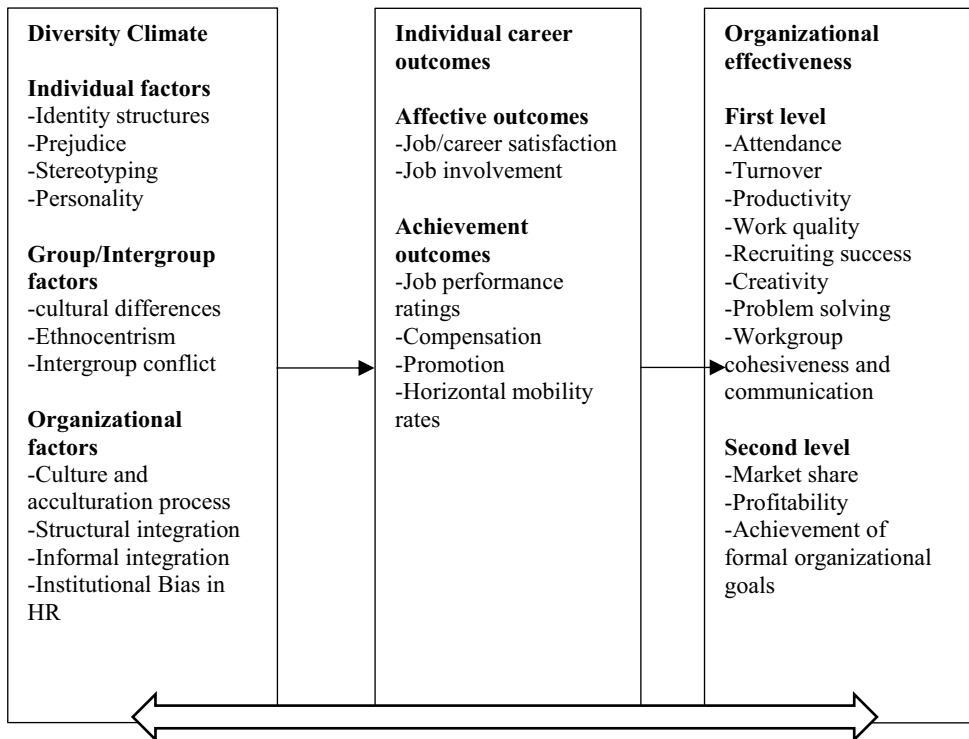 Diversity Climate
Individual factors
-Identity structures
-Prejudice
-Stereotyping
-Personality
Group/Intergroup
factors
-cultural differences
-Ethnocentrism
-Intergroup conflict
Organizational
factors
-Culture and
acculturation process
-Structural integration
-Informal integration
-Institutional Bias in
HR
Individual career
outcomes
Affective outcomes
-Job/career satisfaction
-Job involvement
Achievement
outcomes
-Job performance
ratings
-Compensation
-Promotion
-Horizontal mobility
rates
Organizational
effectiveness
First level
-Attendance
-Turnover
-Productivity
-Work quality
-Recruiting success
-Creativity
-Problem solving
-Workgroup
cohesiveness and
communication
Second level
-Market share
-Profitability
-Achievement of
formal organizational
goals